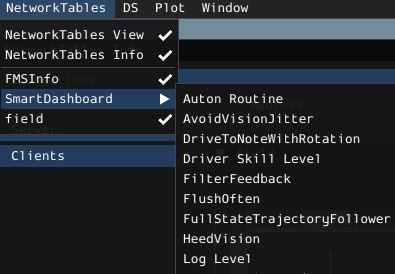 NetworkTables DS Plot Window
NetworkTables View
NetworkTables Info
FMSInfo
SmartDashboard
field
Clients
Auton Routine
AvoidVisionJitter
DriveToNoteWithRotation
Driver Skill Level
FilterFeedback
FlushOften
FullStateTrajectoryFollower
HeedVision
Log Level